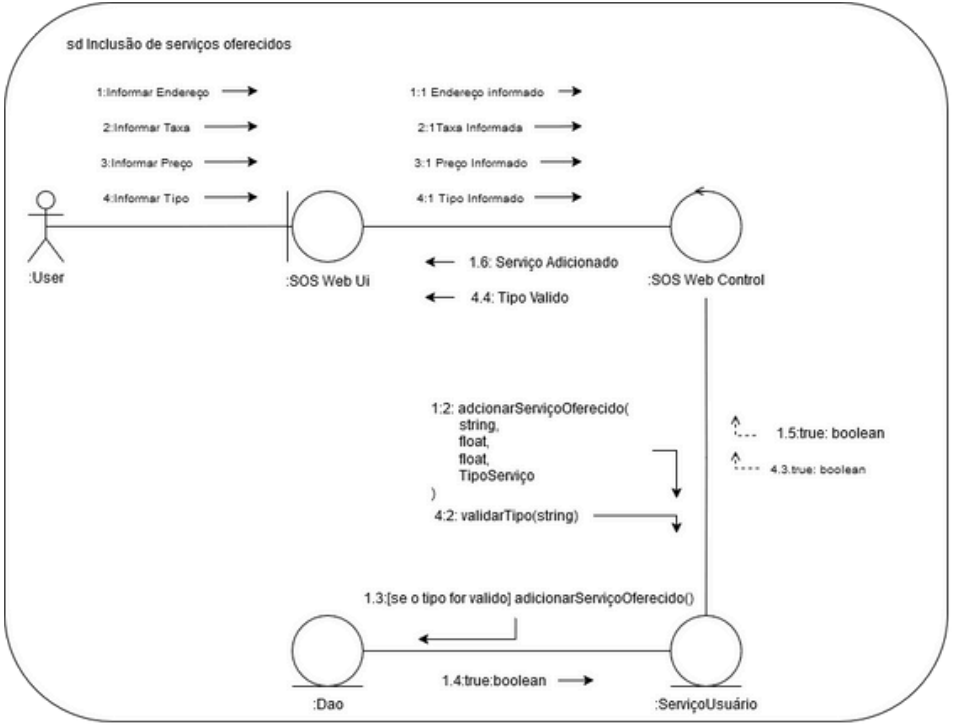 sd Inclusão de serviços oferecidos
1:Informar Endereço
1:1 Endereço informado
2:Informar Taxa
2:1Taxa Informada
3:Informar Preço
3:1 Preço Informado
4:Informar Tipo
4:1 Tipo Informado
:User
:SOS Web Ui
1.6: Serviço Adicionado
:SOS Web Control
4.4: Tipo Valido
1:2: adcionarServiçoOferecido(
string,
float,
float,
TipoServiço
)
1.5:true: boolean
4.3.true: boolean
4:2: validarTipo(string)
1.3:[se o tipo for valido] adicionarServiçoOferecido()
1.4:true:boolean
:Dao
:ServiçoUsuário